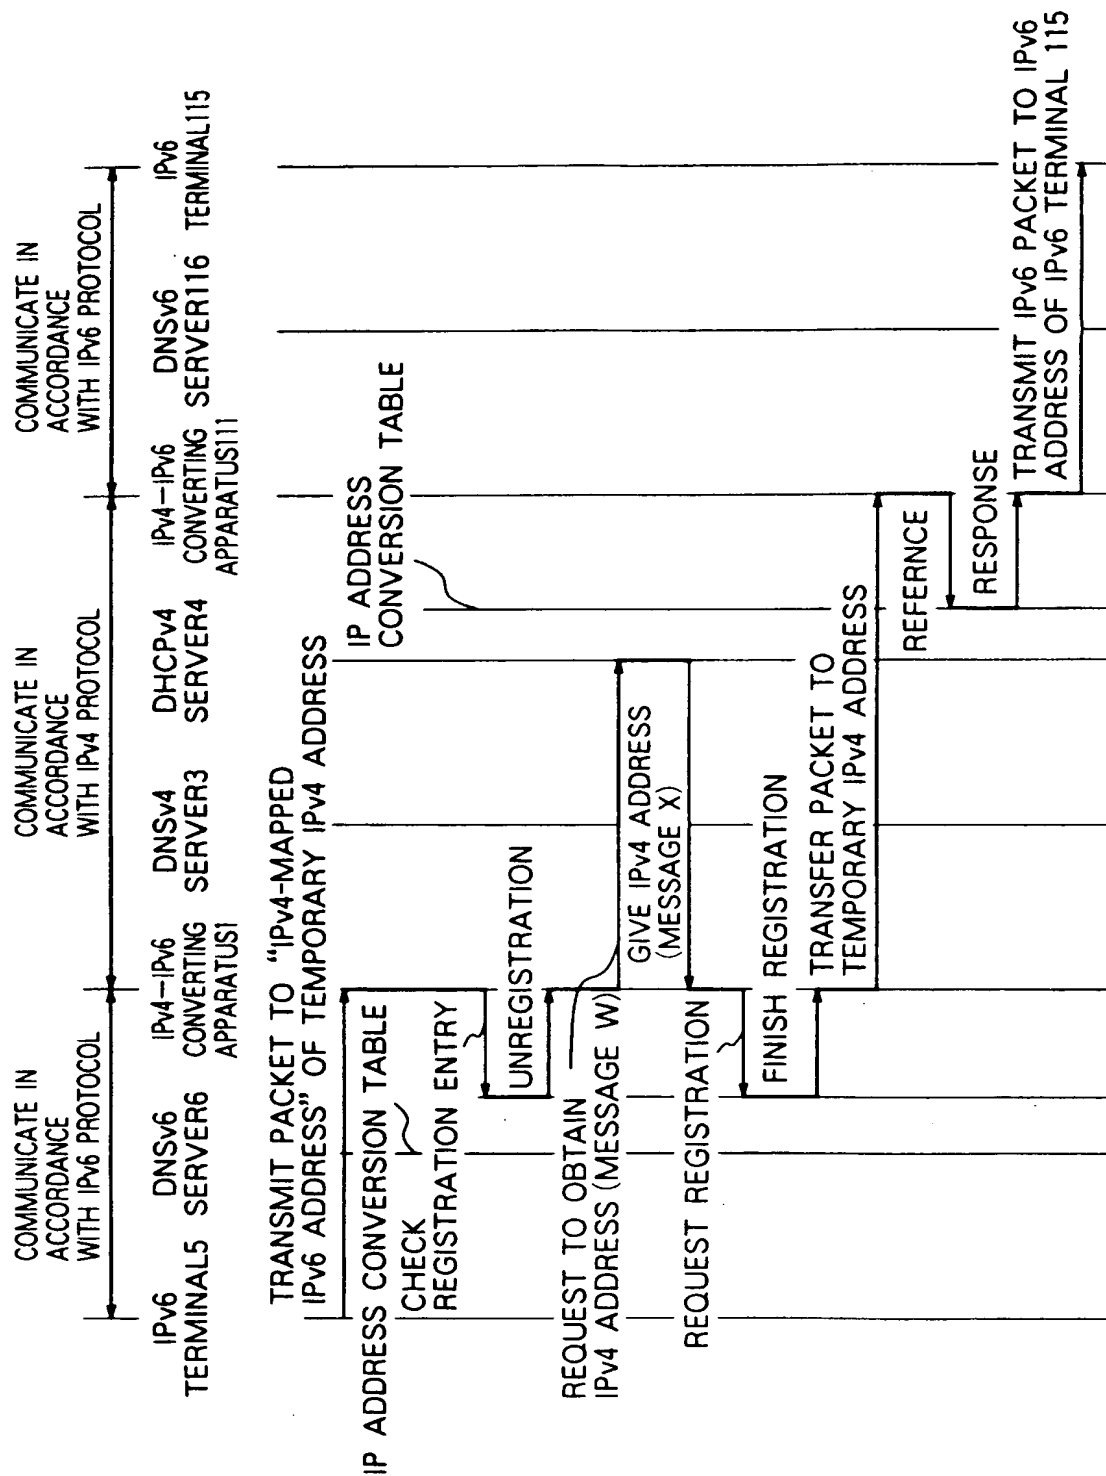 COMMUNICATE IN
ACCORDANCE
WITH IPv6 PROTOCOL
COMMUNICATE IN
ACCORDANCE
WITH IPv4 PROTOCOL
COMMUNICATE IN
ACCORDANCE
WITH IPv6 PROTOCOL
IPv6
TERMINAL5
DNSv6
SERVER6
IPv4-IPv6
CONVERTING
APPARATUS1
DNSv4
SERVER3
DHCPv4
SERVER4
IPv4-IPv6
CONVERTING
APPARATUS111
DNSv6
SERVER116
IPv6
TERMINAL115
TRANSMIT PACKET TO "IPv4-MAPPED
IPv6 ADDRESS" OF TEMPORARY IPv4 ADDRESS
IP ADDRESS CONVERSION TABLE
IP ADDRESS
CONVERSION TABLE
CHECK
REGISTRATION ENTRY
UNREGISTRATION
REQUEST TO OBTAIN
IPv4 ADDRESS (MESSAGE W)
GIVE IPv4 ADDRESS
(MESSAGE X)
REQUEST REGISTRATION
FINISH REGISTRATION
TRANSFER PACKET TO
TEMPORARY IPv4 ADDRESS
REFERNCE
RESPONSE
TRANSMIT IPv6 PACKET TO IPv6
ADDRESS OF IPv6 TERMINAL 115